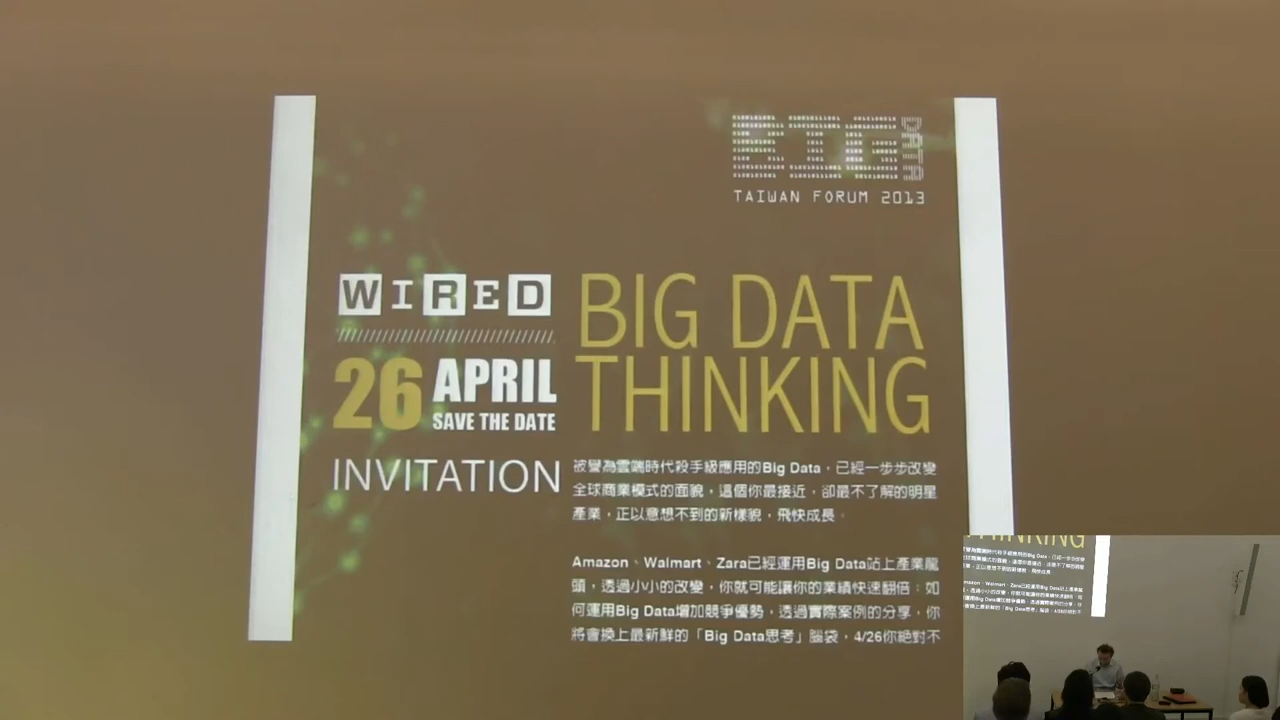 BIG DATA
TAIWAN FORUM 2013
WIRED
26 APRIL
SAVE THE DATE
INVITATION
BIG DATA
THINKING
被譽為雲端時代殺手級應用的Big Data，已經一步步改變
全球商業模式的面貌，這個你最接近，卻最不了解的明星
產業，正以意想不到的新樣貌，飛快成長。
Amazon、Walmart、Zara已經運用Big Data站上產業龍
頭，透過小小的改變，你就可能讓你的業績快速翻倍：如
何運用Big Data增加競爭優勢，透過實際案例的分享，你
將會換上最新鮮的「Big Data思考」腦袋，4/26你絕對不
THINKING